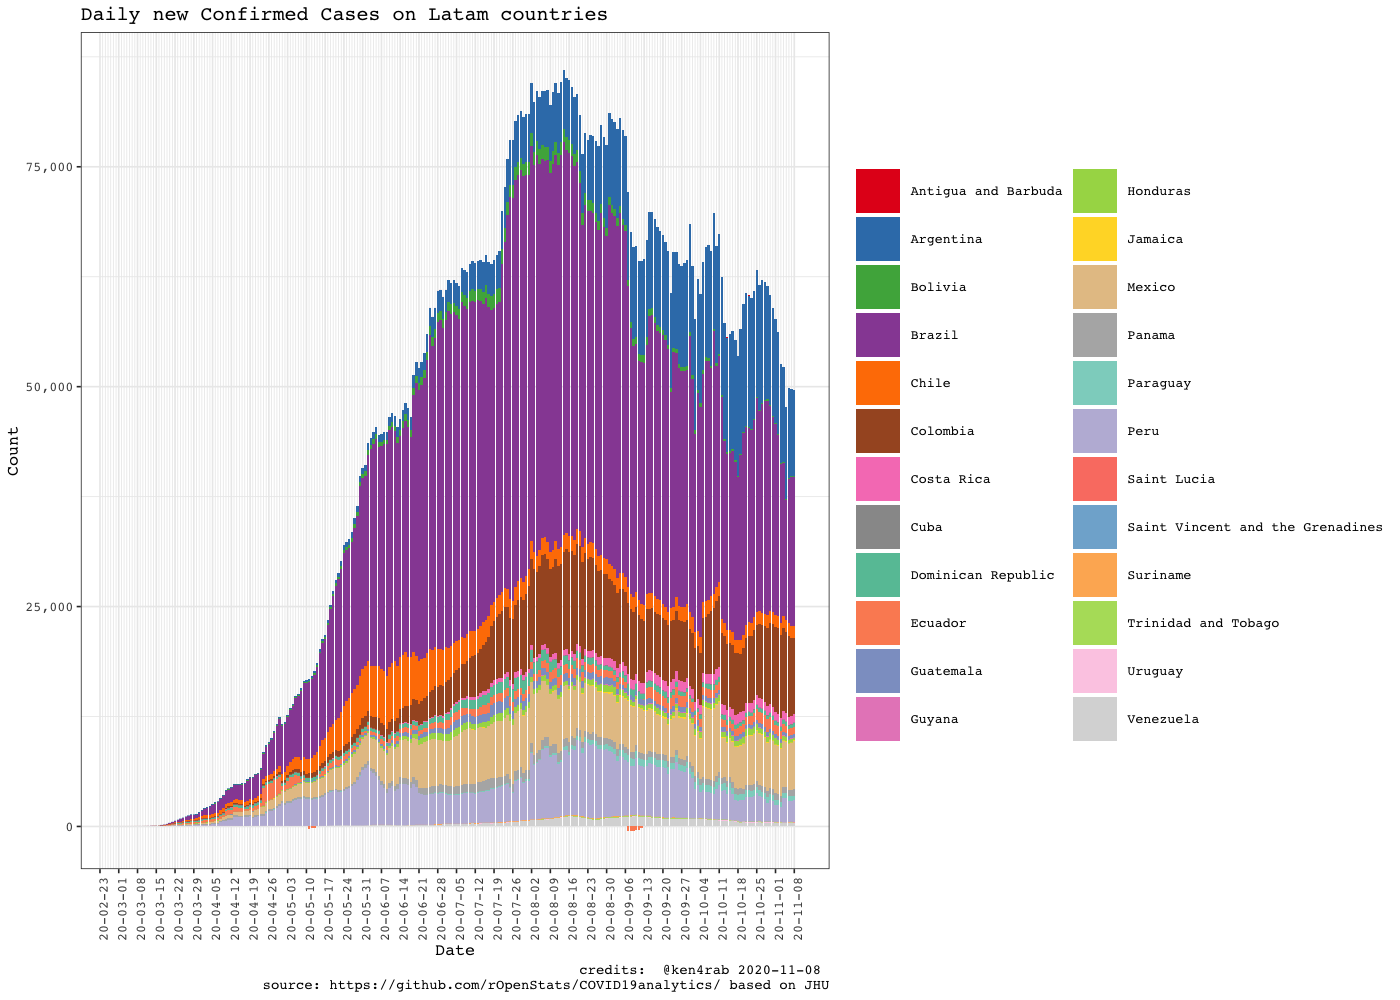 Daily new Confirmed Cases on Latam countries
Count
75,000
50,000
25,000
0
20-02-23
20-03-01
20-03-08
20-03-15
20-03-22
20-03-29
20-04-05
20-04-12
20-04-19
20-04-26
20-05-03
20-05-10
20-05-17
20-05-24
20-05-31
20-06-07
20-06-14
20-06-21
20-06-28
20-07-05
20-07-12
20-07-19
20-07-26
20-08-02
20-08-09
20-08-16
20-08-23
20-08-30
20-09-06
20-09-13
20-09-20
20-09-27
20-10-04
20-10-11
20-10-18
20-10-25
20-11-01
20-11-08
Date
Antigua and Barbuda
Argentina
Bolivia
Brazil
Chile
Colombia
Costa Rica
Cuba
Dominican Republic
Ecuador
Guatemala
Guyana
Honduras
Jamaica
Mexico
Panama
Paraguay
Peru
Saint Lucia
Saint Vincent and the Grenadines
Suriname
Trinidad and Tobago
Uruguay
Venezuela
credits: @ken4rab 2020-11-08
source: https://github.com/rOpenStats/COVID19analytics/ based on JHU